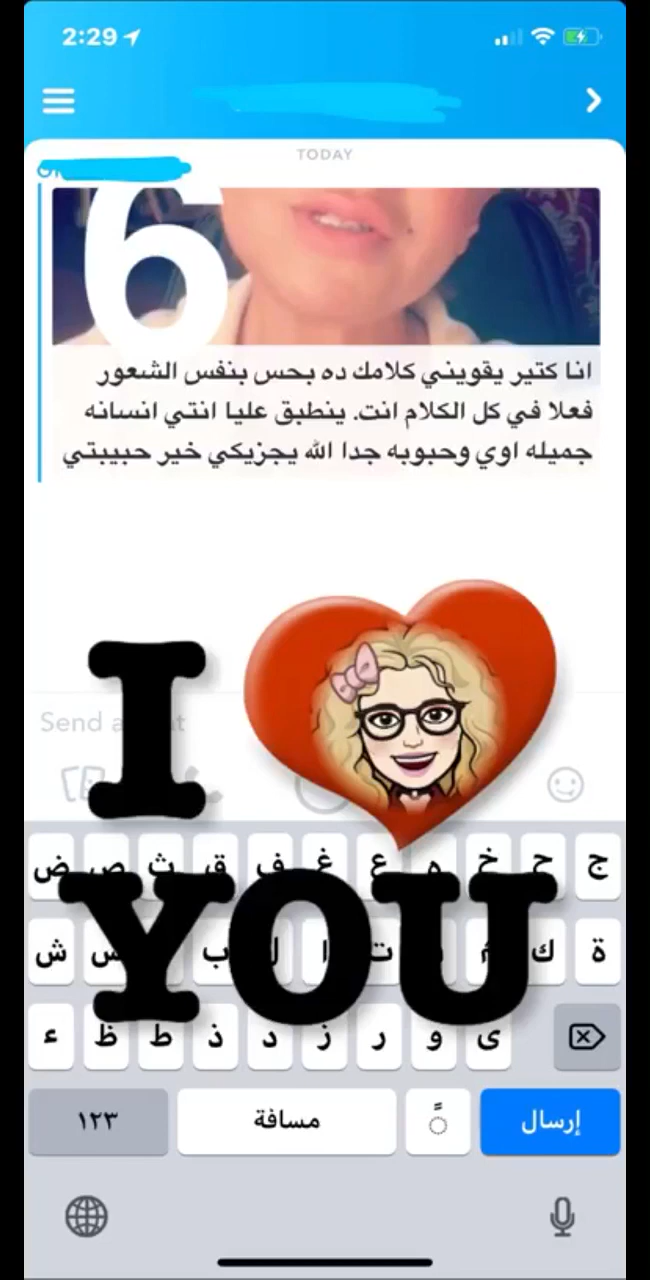 2:29
TODAY
6
انا كتير يقويني كلامك ده بحس بنفس الشعور
فعلا في كل الكلام انت. ينطبق عليا انتي انسانه
جميله اوي وحبوبه جدا الله يجزيكي خير حبيبتي
I
Send a
YOU
ج ح خ ه ع غ ف ق ث ص ض
ة ك م ت ا ل ب س ش
ى و ر ز د ذ ط ظ ء
١٢٣ مسافة إرسال